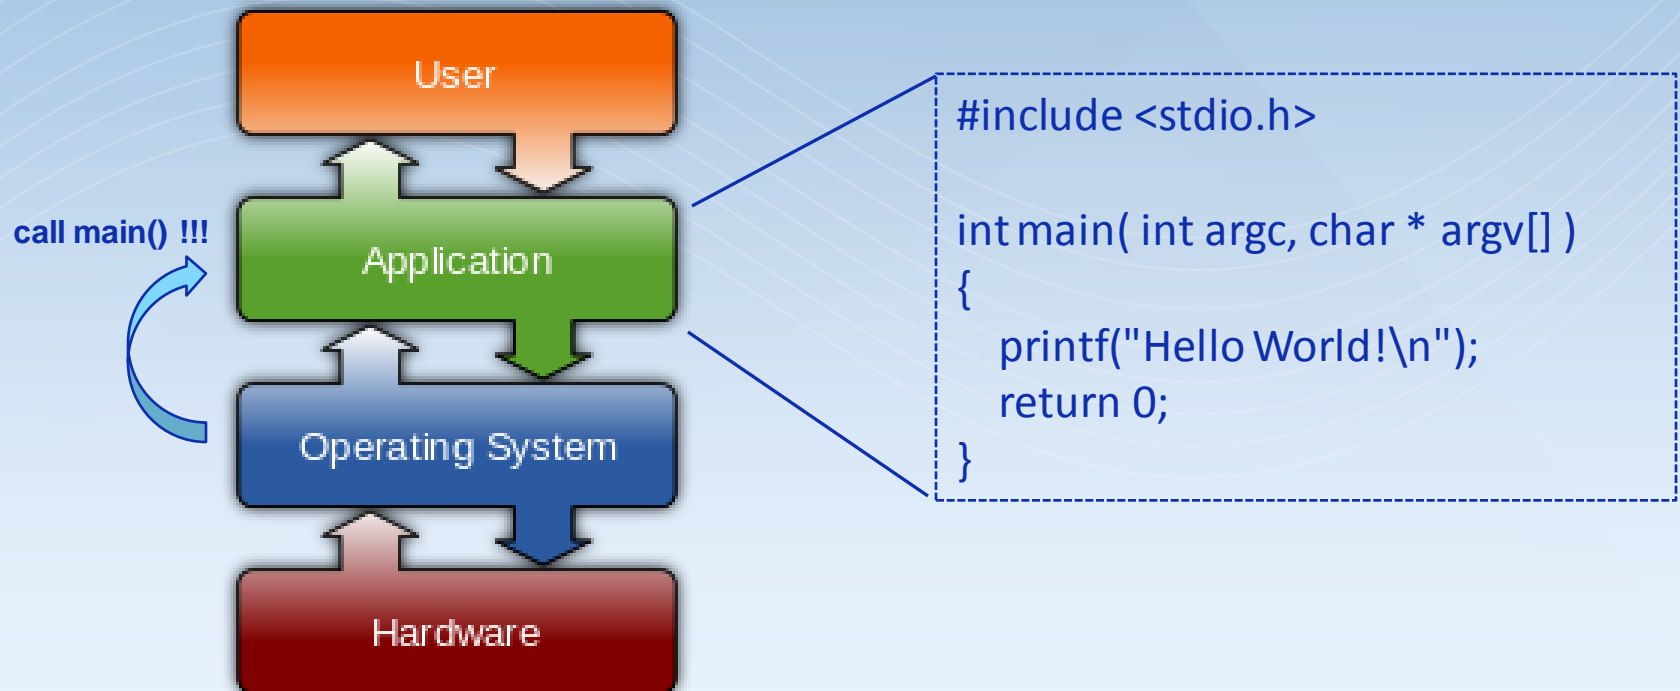 User
call main() !!!
Application
Operating System
Hardware
#include <stdio.h>
int main( int argc, char * argv[] )
{
printf("Hello World!\n");
return 0;
}